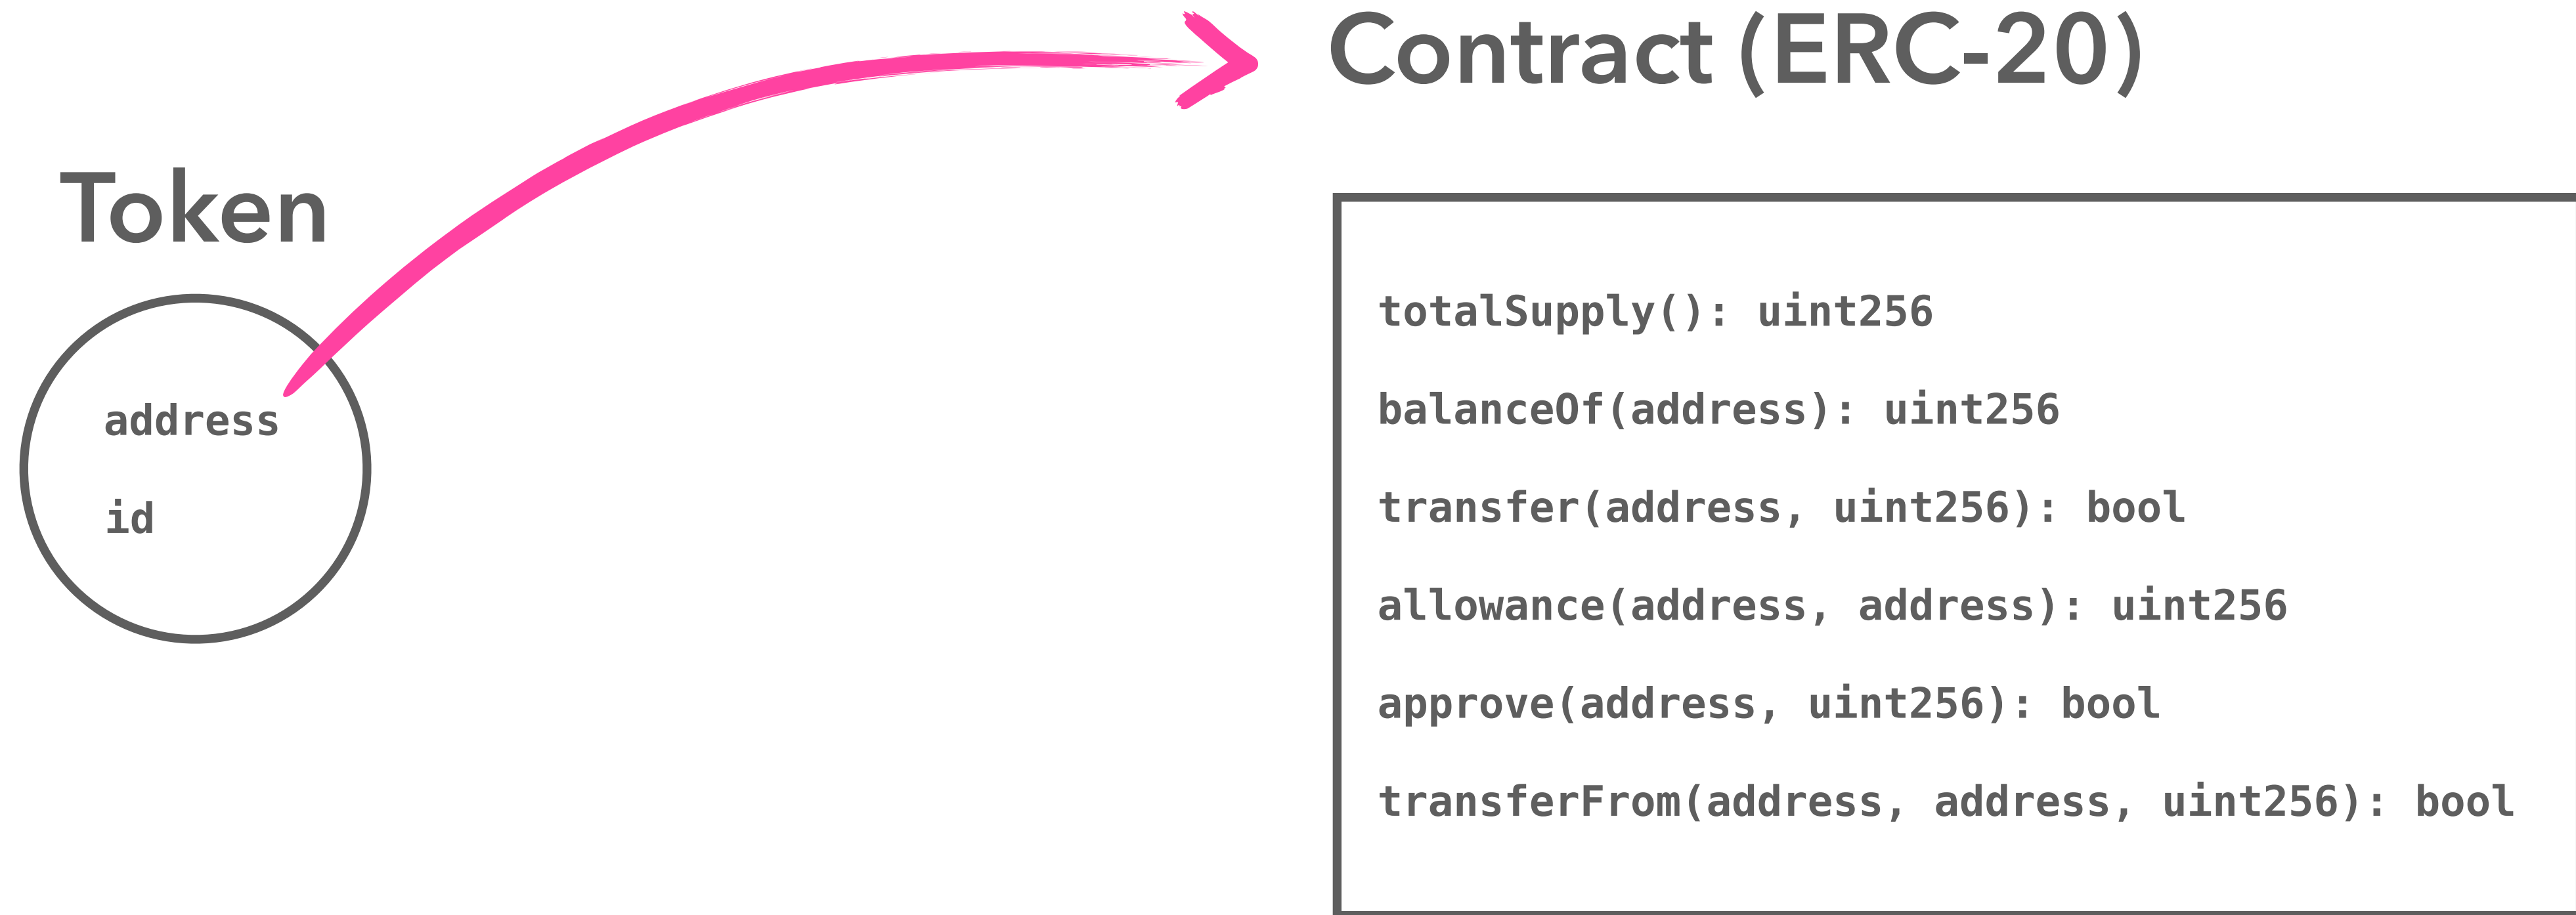 Contract (ERC-20)
Token
address
id
totalSupply(): uint256
balanceOf(address): uint256
transfer(address, uint256): bool
allowance(address, address): uint256
approve(address, uint256): bool
transferFrom(address, address, uint256): bool